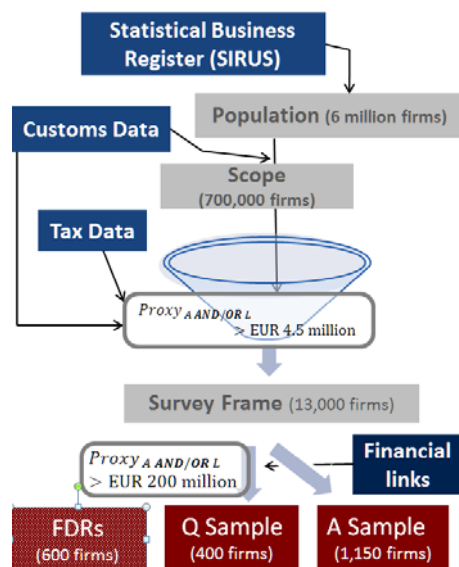 Statistical Business
Register (SIRUS)
Population (6 million firms)
Customs Data
Scope
(700,000 firms)
Tax Data
Proxy A AND/OR L
> EUR 4.5 million
Survey Frame (13,000 firms)
Proxy A AND/OR L
> EUR 200 million
Financial
links
FDRs
(600 firms)
Q Sample
(400 firms)
A Sample
(1,150 firms)